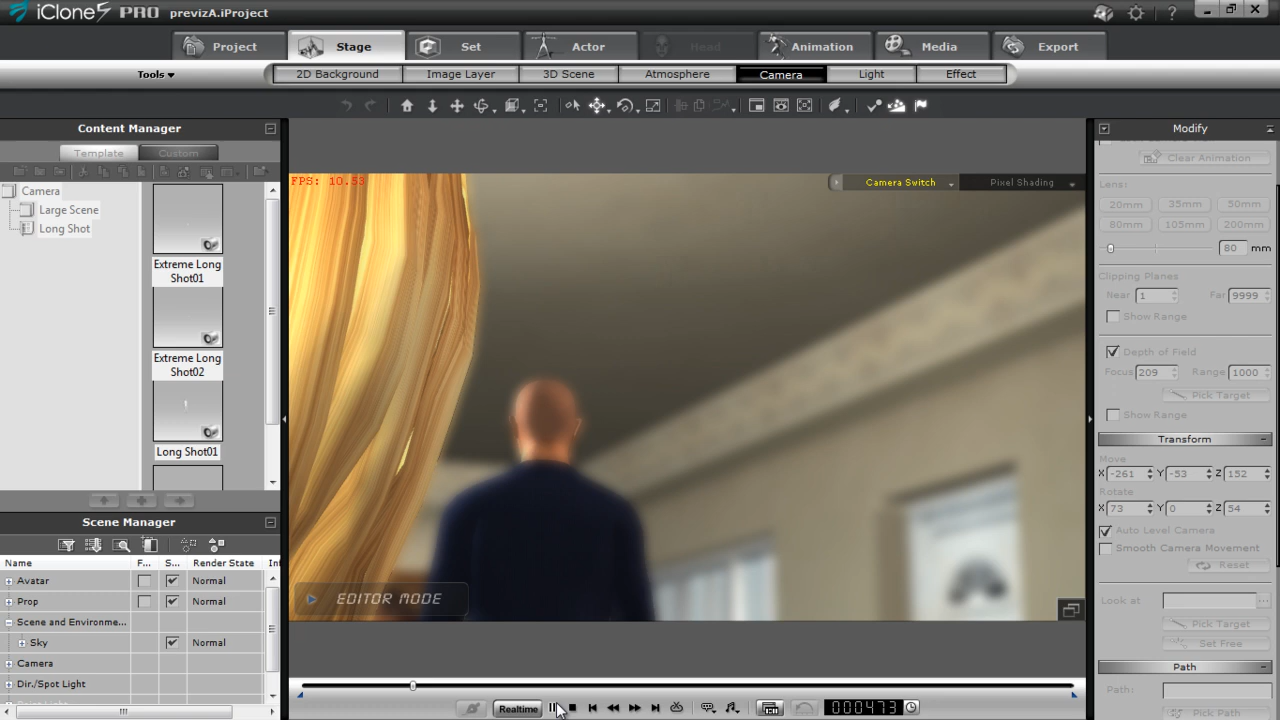 iClone5 PRO previzA.iProject
Project Stage Set Actor Head Animation Media Export
Tools 2D Background Image Layer 3D Scene Atmosphere Camera Light Effect
Content Manager
Template Custom
Camera
Large Scene
Long Shot
Extreme Long
Shot01
Extreme Long
Shot02
Long Shot01
Scene Manager
Name F... S... Render State
Avatar Normal
Prop Normal
Scene and Environme...
Sky Normal
Camera
Dir./Spot Light
FPS: 10.53
Camera Switch Pixel Shading
EDITOR MODE
Realtime 000473
Modify
Clear Animation
Lens:
20mm 35mm 50mm
80mm 105mm 200mm
80 mm
Clipping Planes
Near 1 Far 9999
Show Range
Depth of Field
Focus 209 Range 1000
Pick Target
Show Range
Transform
Move
X -261 Y -53 Z 152
Rotate
X 73 Y 0 Z 54
Auto Level Camera
Smooth Camera Movement
Reset
Look at
Pick Target
Set Free
Path
Path:
Pick Path